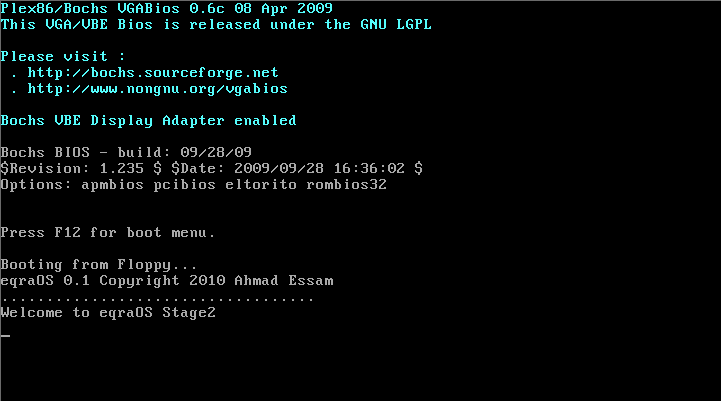 Plex86/Bochs VGABios 0.6c 08 Apr 2009
This VGA/VBE Bios is released under the GNU LGPL
Please visit :
. http://bochs.sourceforge.net
. http://www.nongnu.org/vgabios
Bochs VBE Display Adapter enabled
Bochs BIOS - build: 09/28/09
$Revision: 1.235 $ $Date: 2009/09/28 16:36:02 $
Options: apmbios pcibios eltorito rombios32
Press F12 for boot menu.
Booting from Floppy...
eqraOS 0.1 Copyright 2010 Ahmad Essam
...................................
Welcome to eqraOS Stage2
_